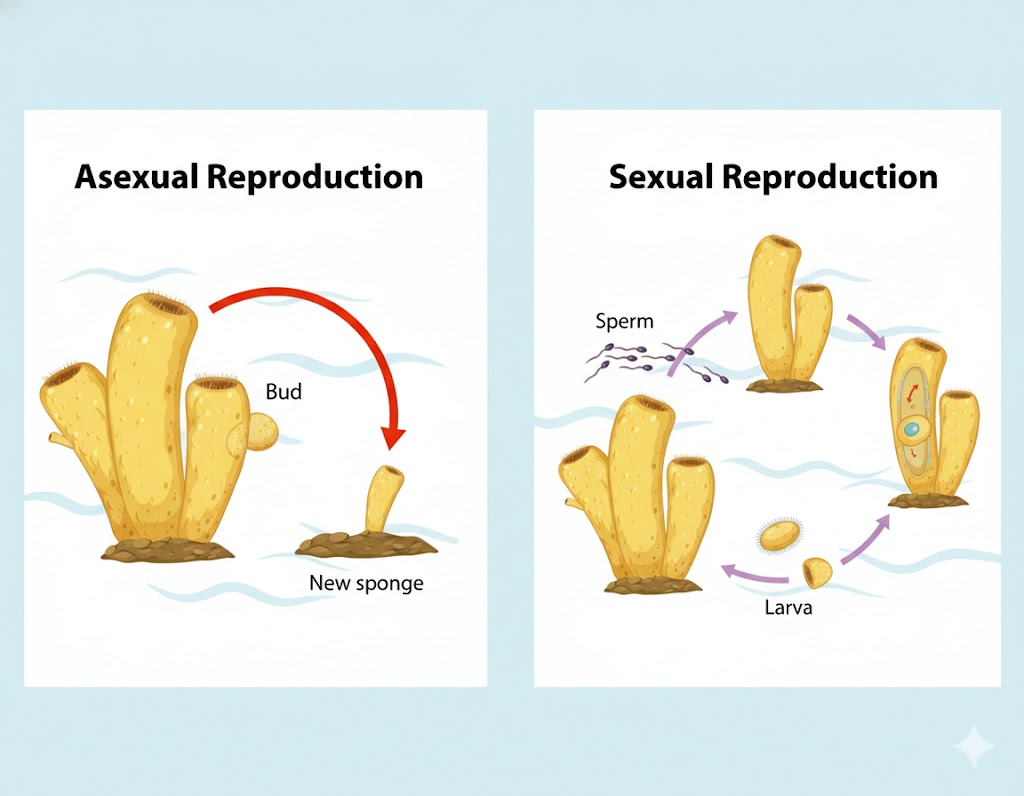 Asexual Reproduction
Bud
New sponge
Sexual Reproduction
Sperm
Larva